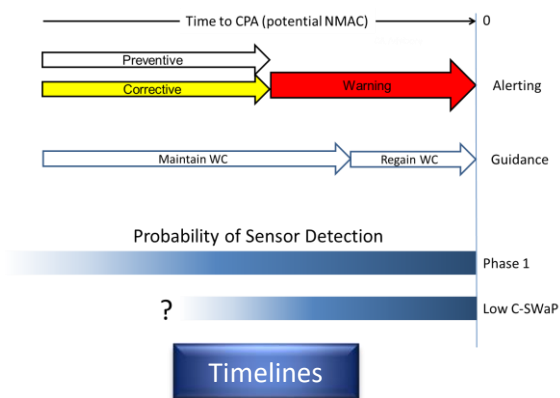 Time to CPA (potential NMAC) 0
Preventive
Corrective
Warning
Alerting
Maintain WC
Regain WC
Guidance
Probability of Sensor Detection
Phase 1
?
Low C-SWaP
Timelines